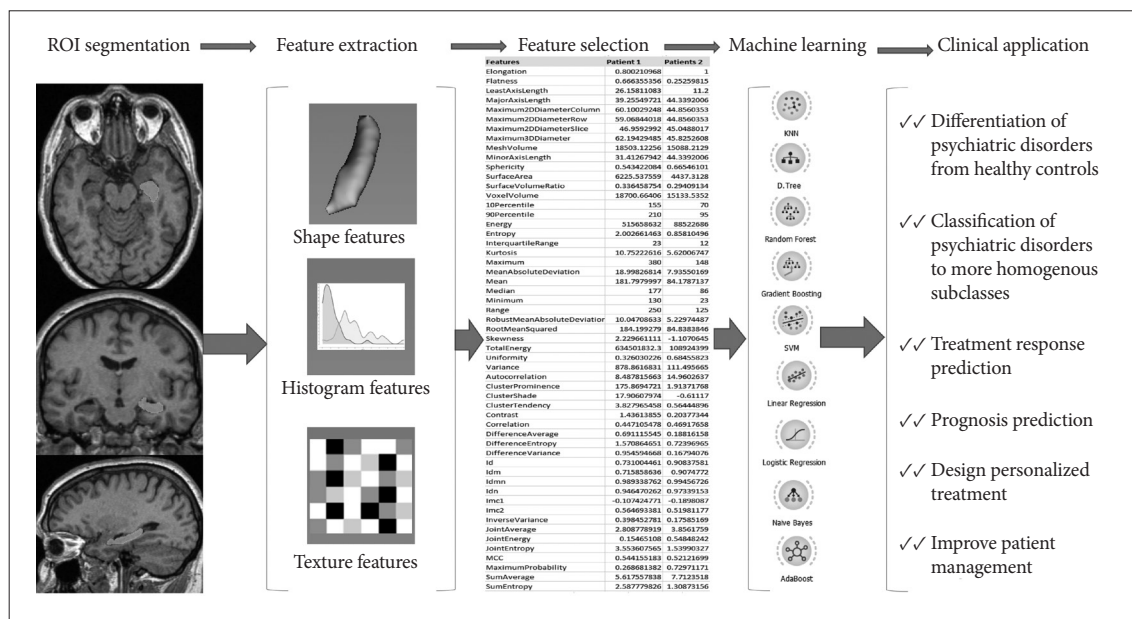 ROI segmentation Feature extraction Feature selection Machine learning Clinical application
Shape features
Histogram features
Texture features
Features Patient 1 Patients 2
Elongation 0.800210968 1
Flatness 0.666355356 0.25259815
LeastAxisLength 26.15811083 11.2
MajorAxisLength 39.25549721 44.3392006
Maximum2DDiameterColumn 60.10029248 44.8560353
Maximum2DDiameterRow 59.06844018 44.8560353
Maximum2DDiameterSlice 46.9592992 45.0488017
Maximum3DDiameter 62.19429485 45.8252608
MeshVolume 18503.12256 15088.2129
MinorAxisLength 31.41267942 44.3392006
Sphericity 0.543422084 0.66546101
SurfaceArea 6225.537559 4437.3128
SurfaceVolumeRatio 0.336458754 0.29409134
VoxelVolume 18700.66406 15133.5352
10Percentile 155 70
90Percentile 210 95
Energy 515658632 88522686
Entropy 2.002661463 0.85810496
InterquartileRange 23 12
Kurtosis 10.75222616 5.62006747
Maximum 380 148
MeanAbsoluteDeviation 18.99826814 7.93550169
Mean 181.7979997 84.1787137
Median 177 86
Minimum 130 23
Range 250 125
RobustMeanAbsoluteDeviation 10.04708633 5.22974487
RootMeanSquared 184.199279 84.8383846
Skewness 2.229661111 -1.1070645
TotalEnergy 634501832.3 108924399
Uniformity 0.326030226 0.68455823
Variance 878.8616831 111.495665
Autocorrelation 8.487815663 14.9602637
ClusterProminence 175.8694721 1.91371768
ClusterShade 17.90607974 -0.61117
ClusterTendency 3.827965458 0.56444896
Contrast 1.43613855 0.20377344
Correlation 0.447105478 0.46917658
DifferenceAverage 0.691115545 0.18816158
DifferenceEntropy 1.570864651 0.72396965
DifferenceVariance 0.954594668 0.16794076
Id 0.731004461 0.90837581
Idm 0.715858636 0.9074772
Idmn 0.989338762 0.99456726
Idn 0.946470262 0.97339153
Imc1 -0.107424771 -0.1898087
Imc2 0.564693381 0.51981177
InverseVariance 0.398452781 0.17585169
JointAverage 2.808778919 3.8561759
JointEnergy 0.15465108 0.54848242
JointEntropy 3.553607565 1.53990327
MCC 0.544155183 0.52121699
MaximumProbability 0.268681382 0.72971171
SumAverage 5.617557838 7.7123518
SumEntropy 2.587779826 1.30873156
KNN
D.Tree
Random Forest
Gradient Boosting
SVM
Linear Regression
Logistic Regression
Naive Bayes
AdaBoost
✓✓ Differentiation of
psychiatric disorders
from healthy controls
✓✓ Classification of
psychiatric disorders
to more homogenous
subclasses
✓✓ Treatment response
prediction
✓✓ Prognosis prediction
✓✓ Design personalized
treatment
✓✓ Improve patient
management